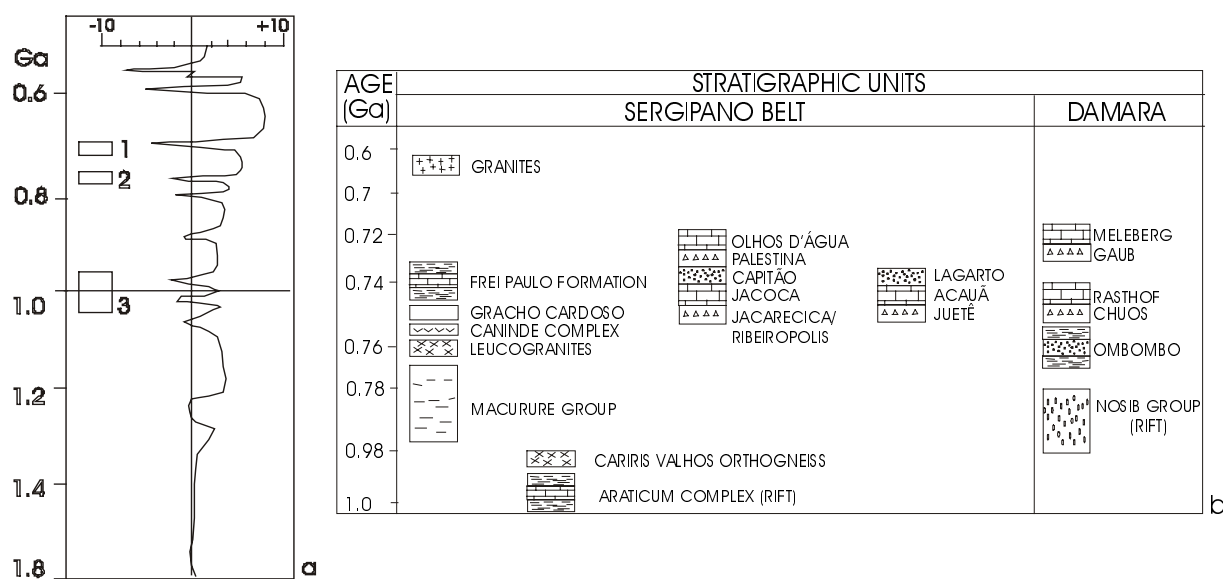 -10 +10
Ga
0.6
1
2
0.8
1.0
3
1.2
1.4
1.8
a
AGE
(Ga)
STRATIGRAPHIC UNITS
SERGIPANO BELT
DAMARA
0.6
GRANITES
0.7
0.72
OLHOS D'ÁGUA
PALESTINA
CAPITÃO
JACOCA
JACARECICA/
RIBEIROPOLIS
LAGARTO
ACAUÃ
JUETÊ
MELEBERG
GAUB
0.74
FREI PAULO FORMATION
RASTHOF
CHUOS
GRACHO CARDOSO
CANINDE COMPLEX
LEUCOGRANITES
0.76
OMBOMBO
0.78
MACURURE GROUP
NOSIB GROUP
(RIFT)
0.98
CARIRIS VALHOS ORTHOGNEISS
ARATICUM COMPLEX (RIFT)
1.0
b